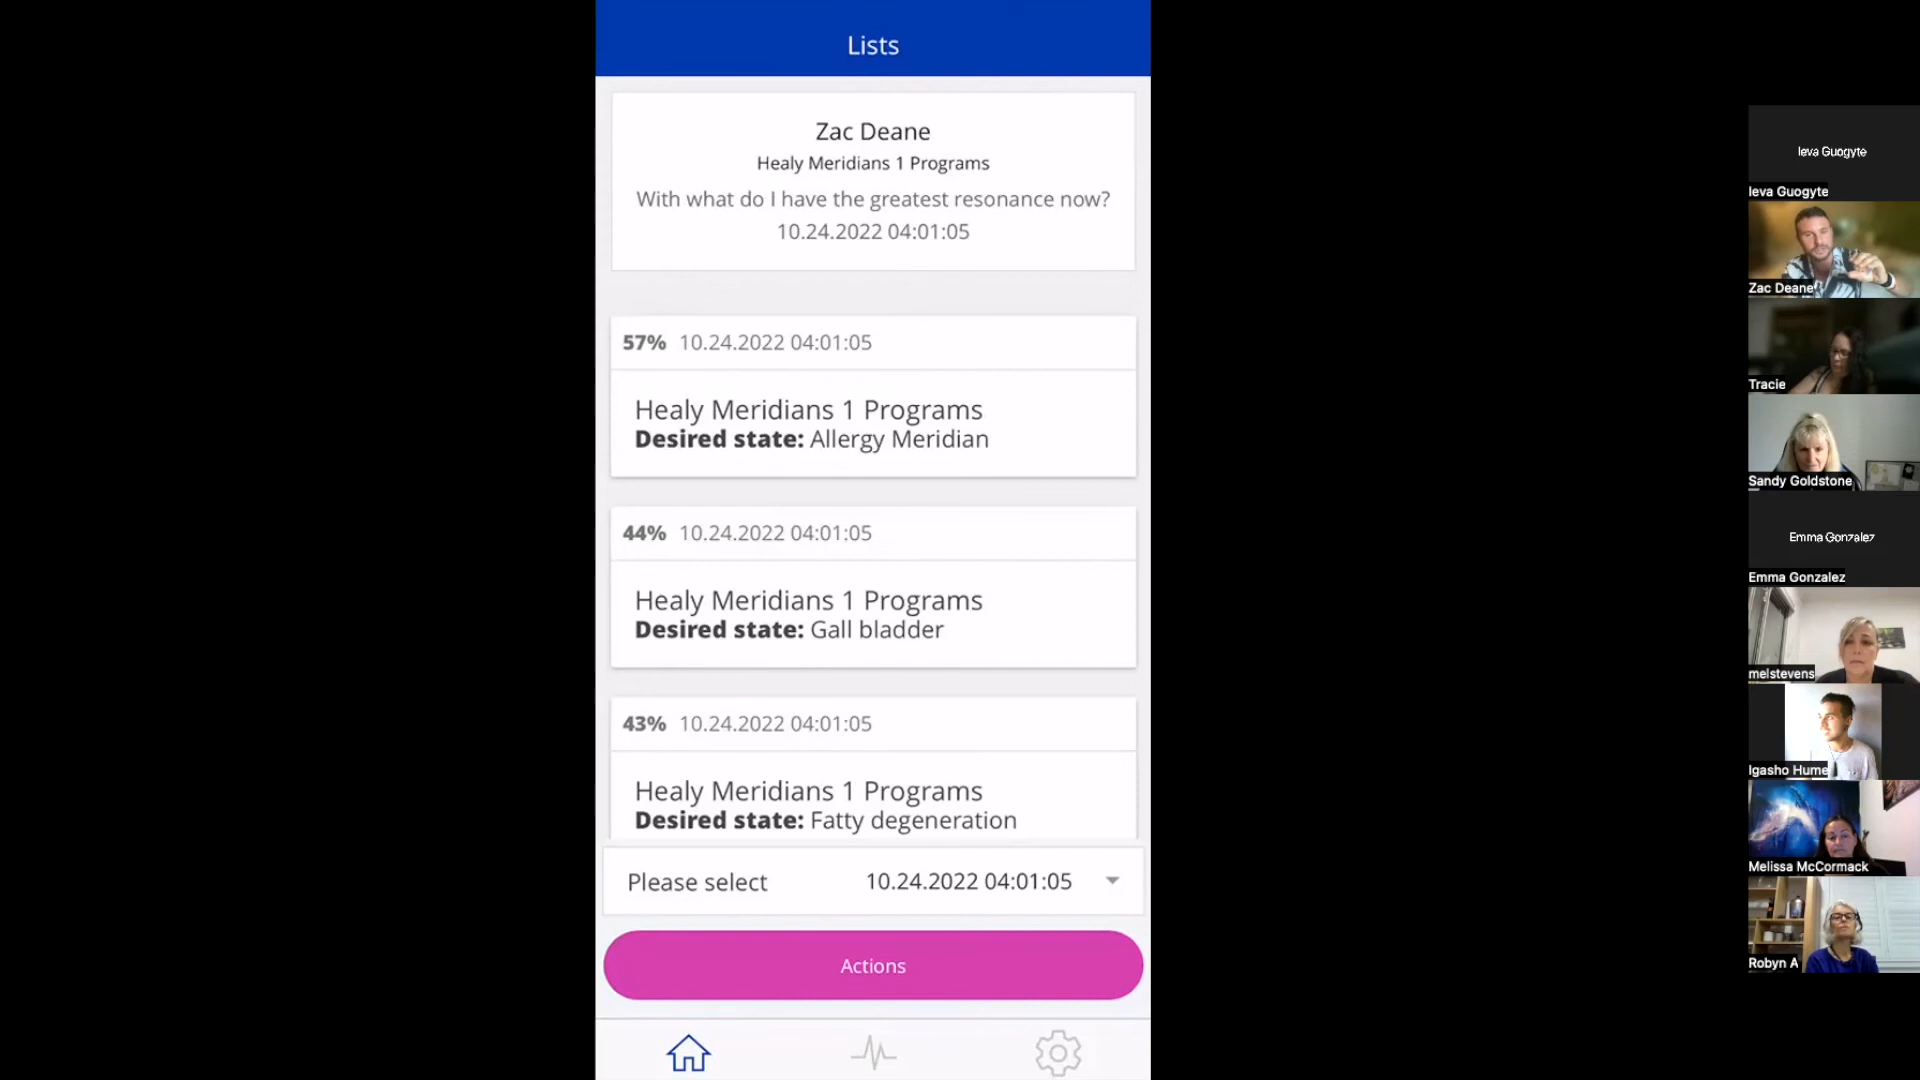 Lists
Zac Deane
Healy Meridians 1 Programs
With what do I have the greatest resonance now?
10.24.2022 04:01:05
57% 10.24.2022 04:01:05
Healy Meridians 1 Programs
Desired state: Allergy Meridian
44% 10.24.2022 04:01:05
Healy Meridians 1 Programs
Desired state: Gall bladder
43% 10.24.2022 04:01:05
Healy Meridians 1 Programs
Desired state: Fatty degeneration
Please select 10.24.2022 04:01:05
Actions
Ieva Guogyte
Ieva Guogyte
Zac Deane
Tracie
Sandy Goldstone
Emma Gonzalez
Emma Gonzalez
melstevens
Igasho Hume
Melissa McCormack
Robyn A